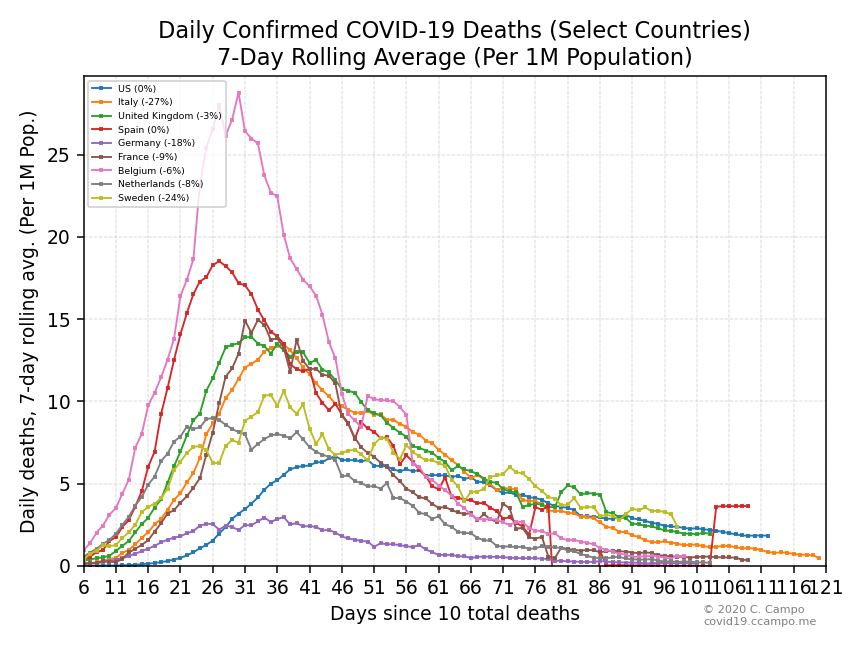 Daily Confirmed COVID-19 Deaths (Select Countries)
7-Day Rolling Average (Per 1M Population)
Daily deaths, 7-day rolling avg. (Per 1M Pop.)
US (0%)
Italy (-27%)
United Kingdom (-3%)
Spain (0%)
Germany (-18%)
France (-9%)
Belgium (-6%)
Netherlands (-8%)
Sweden (-24%)
25
20
15
10
5
0
6 11 16 21 26 31 36 41 46 51 56 61 66 71 76 81 86 91 96 101 106 111 116 121
Days since 10 total deaths
© 2020 C. Campo
covid19.ccampo.me